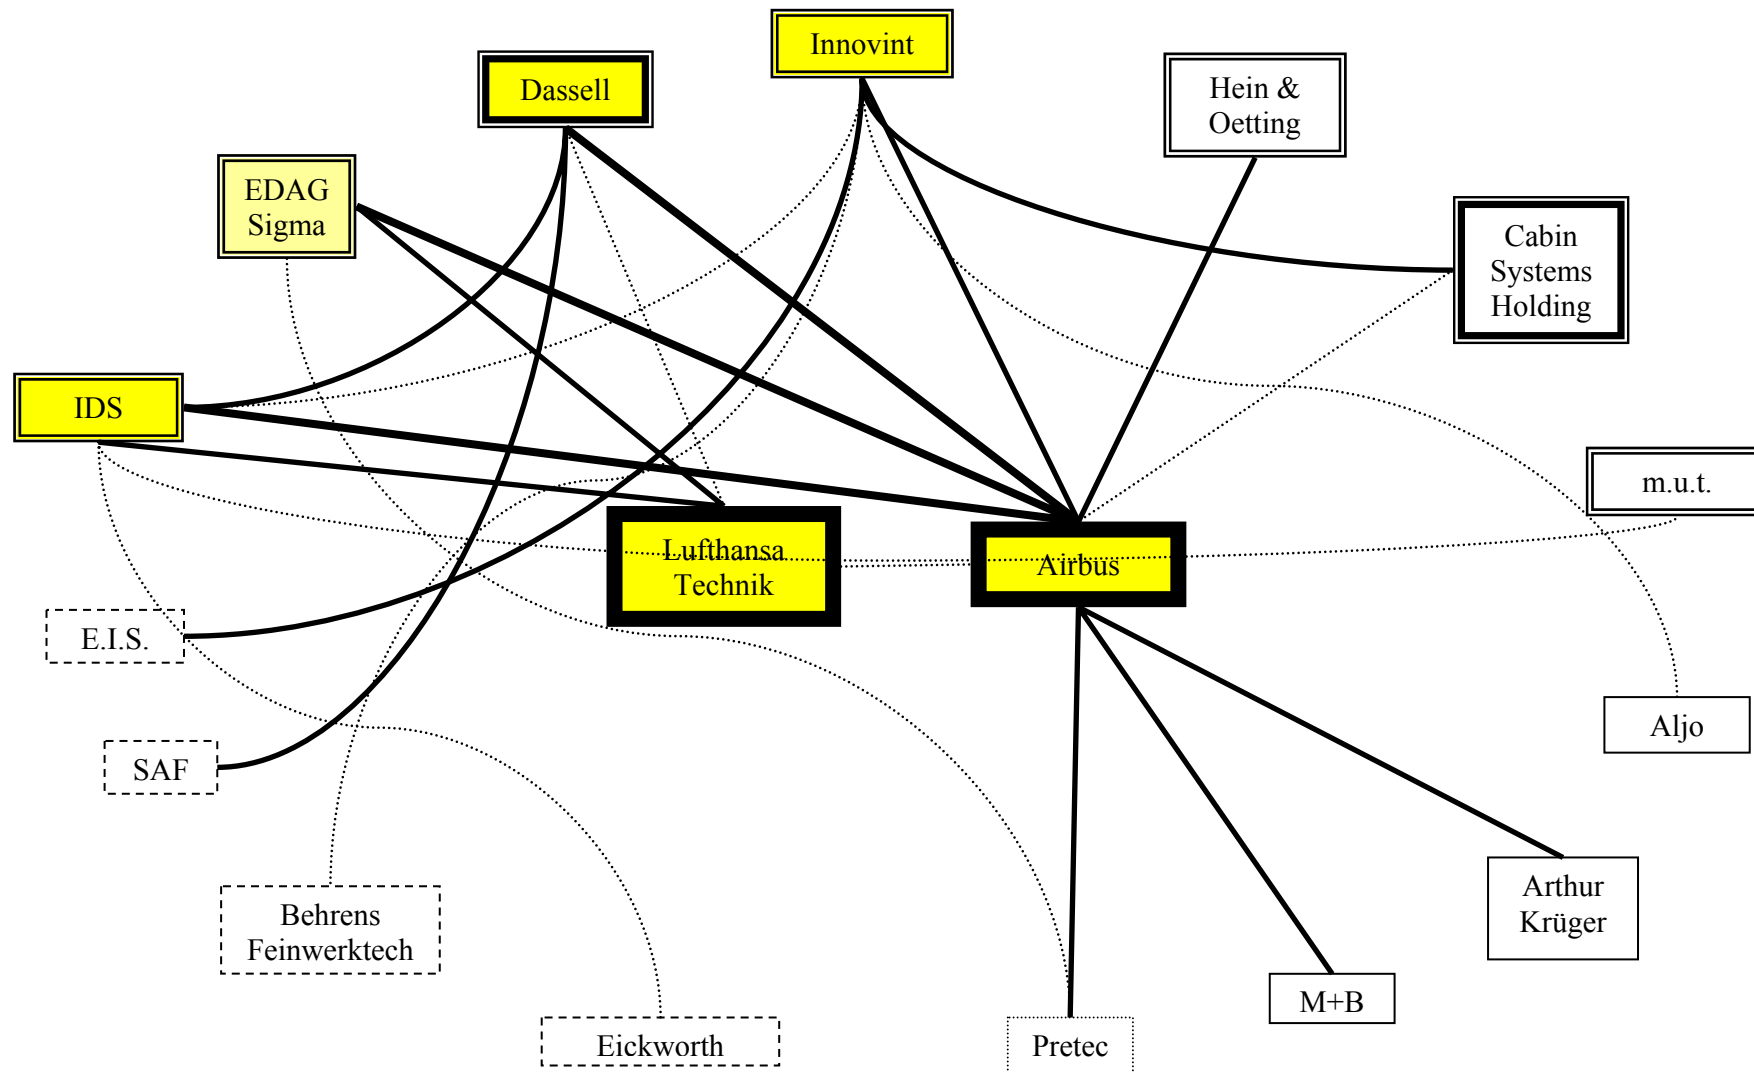 Innovint
Dassell
Hein &
Oetting
EDAG
Sigma
Cabin
Systems
Holding
IDS
m.u.t.
Lufthansa
Technik
Airbus
E.I.S.
Aljo
SAF
Arthur
Krüger
Behrens
Feinwerktech
M+B
Eickworth
Pretec